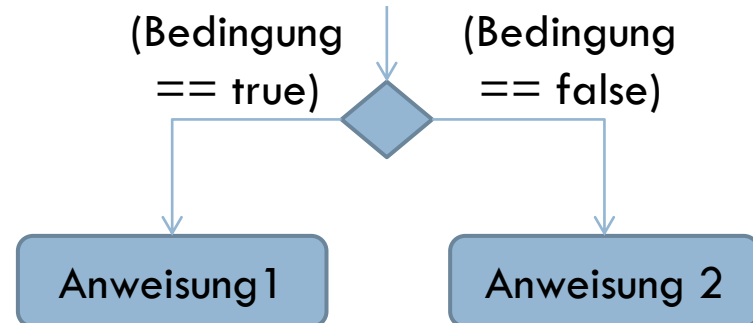 (Bedingung
== true)
(Bedingung
== false)
Anweisung1
Anweisung 2